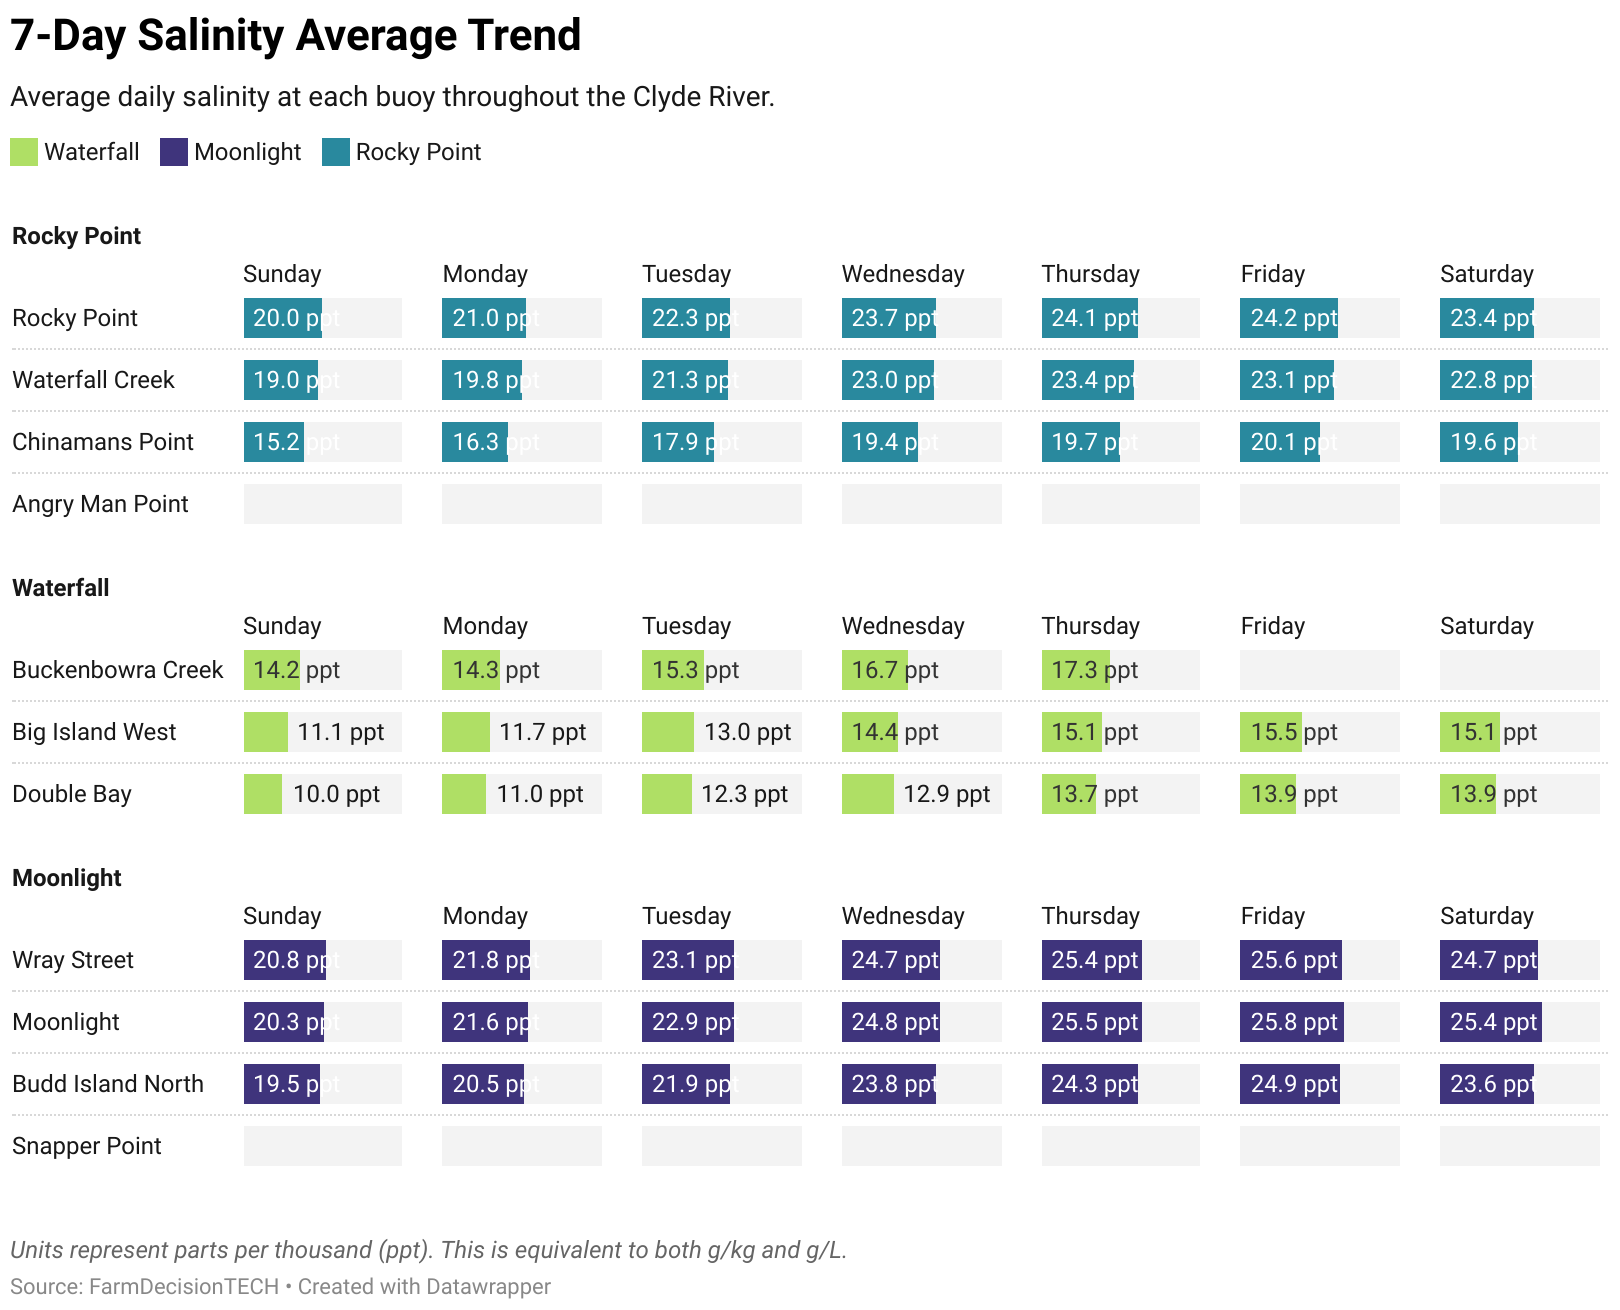 7-Day Salinity Average Trend
Average daily salinity at each buoy throughout the Clyde River.
Waterfall Moonlight Rocky Point
Rocky Point
Sunday Monday Tuesday Wednesday Thursday Friday Saturday
Rocky Point 20.0 ppt 21.0 ppt 22.3 ppt 23.7 ppt 24.1 ppt 24.2 ppt 23.4 ppt
Waterfall Creek 19.0 ppt 19.8 ppt 21.3 ppt 23.0 ppt 23.4 ppt 23.1 ppt 22.8 ppt
Chinamans Point 15.2 ppt 16.3 ppt 17.9 ppt 19.4 ppt 19.7 ppt 20.1 ppt 19.6 ppt
Angry Man Point
Waterfall
Sunday Monday Tuesday Wednesday Thursday Friday Saturday
Buckenbowra Creek 14.2 ppt 14.3 ppt 15.3 ppt 16.7 ppt 17.3 ppt
Big Island West 11.1 ppt 11.7 ppt 13.0 ppt 14.4 ppt 15.1 ppt 15.5 ppt 15.1 ppt
Double Bay 10.0 ppt 11.0 ppt 12.3 ppt 12.9 ppt 13.7 ppt 13.9 ppt 13.9 ppt
Moonlight
Sunday Monday Tuesday Wednesday Thursday Friday Saturday
Wray Street 20.8 ppt 21.8 ppt 23.1 ppt 24.7 ppt 25.4 ppt 25.6 ppt 24.7 ppt
Moonlight 20.3 ppt 21.6 ppt 22.9 ppt 24.8 ppt 25.5 ppt 25.8 ppt 25.4 ppt
Budd Island North 19.5 ppt 20.5 ppt 21.9 ppt 23.8 ppt 24.3 ppt 24.9 ppt 23.6 ppt
Snapper Point
Units represent parts per thousand (ppt). This is equivalent to both g/kg and g/L.
Source: FarmDecisionTECH • Created with Datawrapper